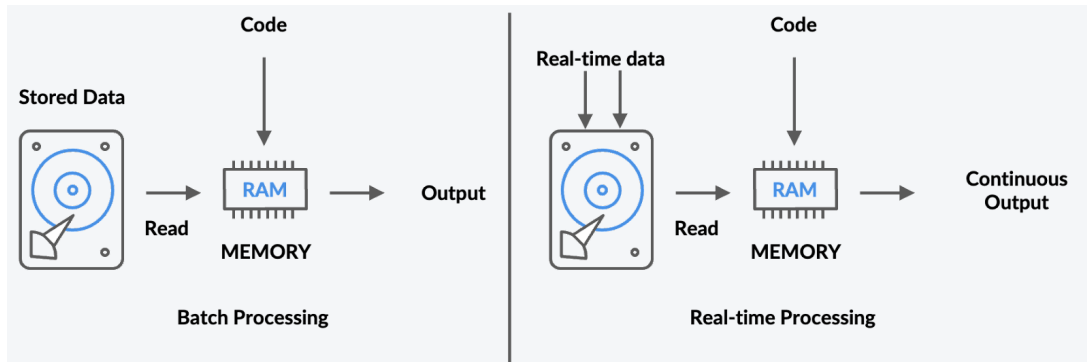 Code
Stored Data
RAM
Read
Output
MEMORY
Batch Processing
Code
Real-time data
RAM
Read
Continuous
Output
MEMORY
Real-time Processing